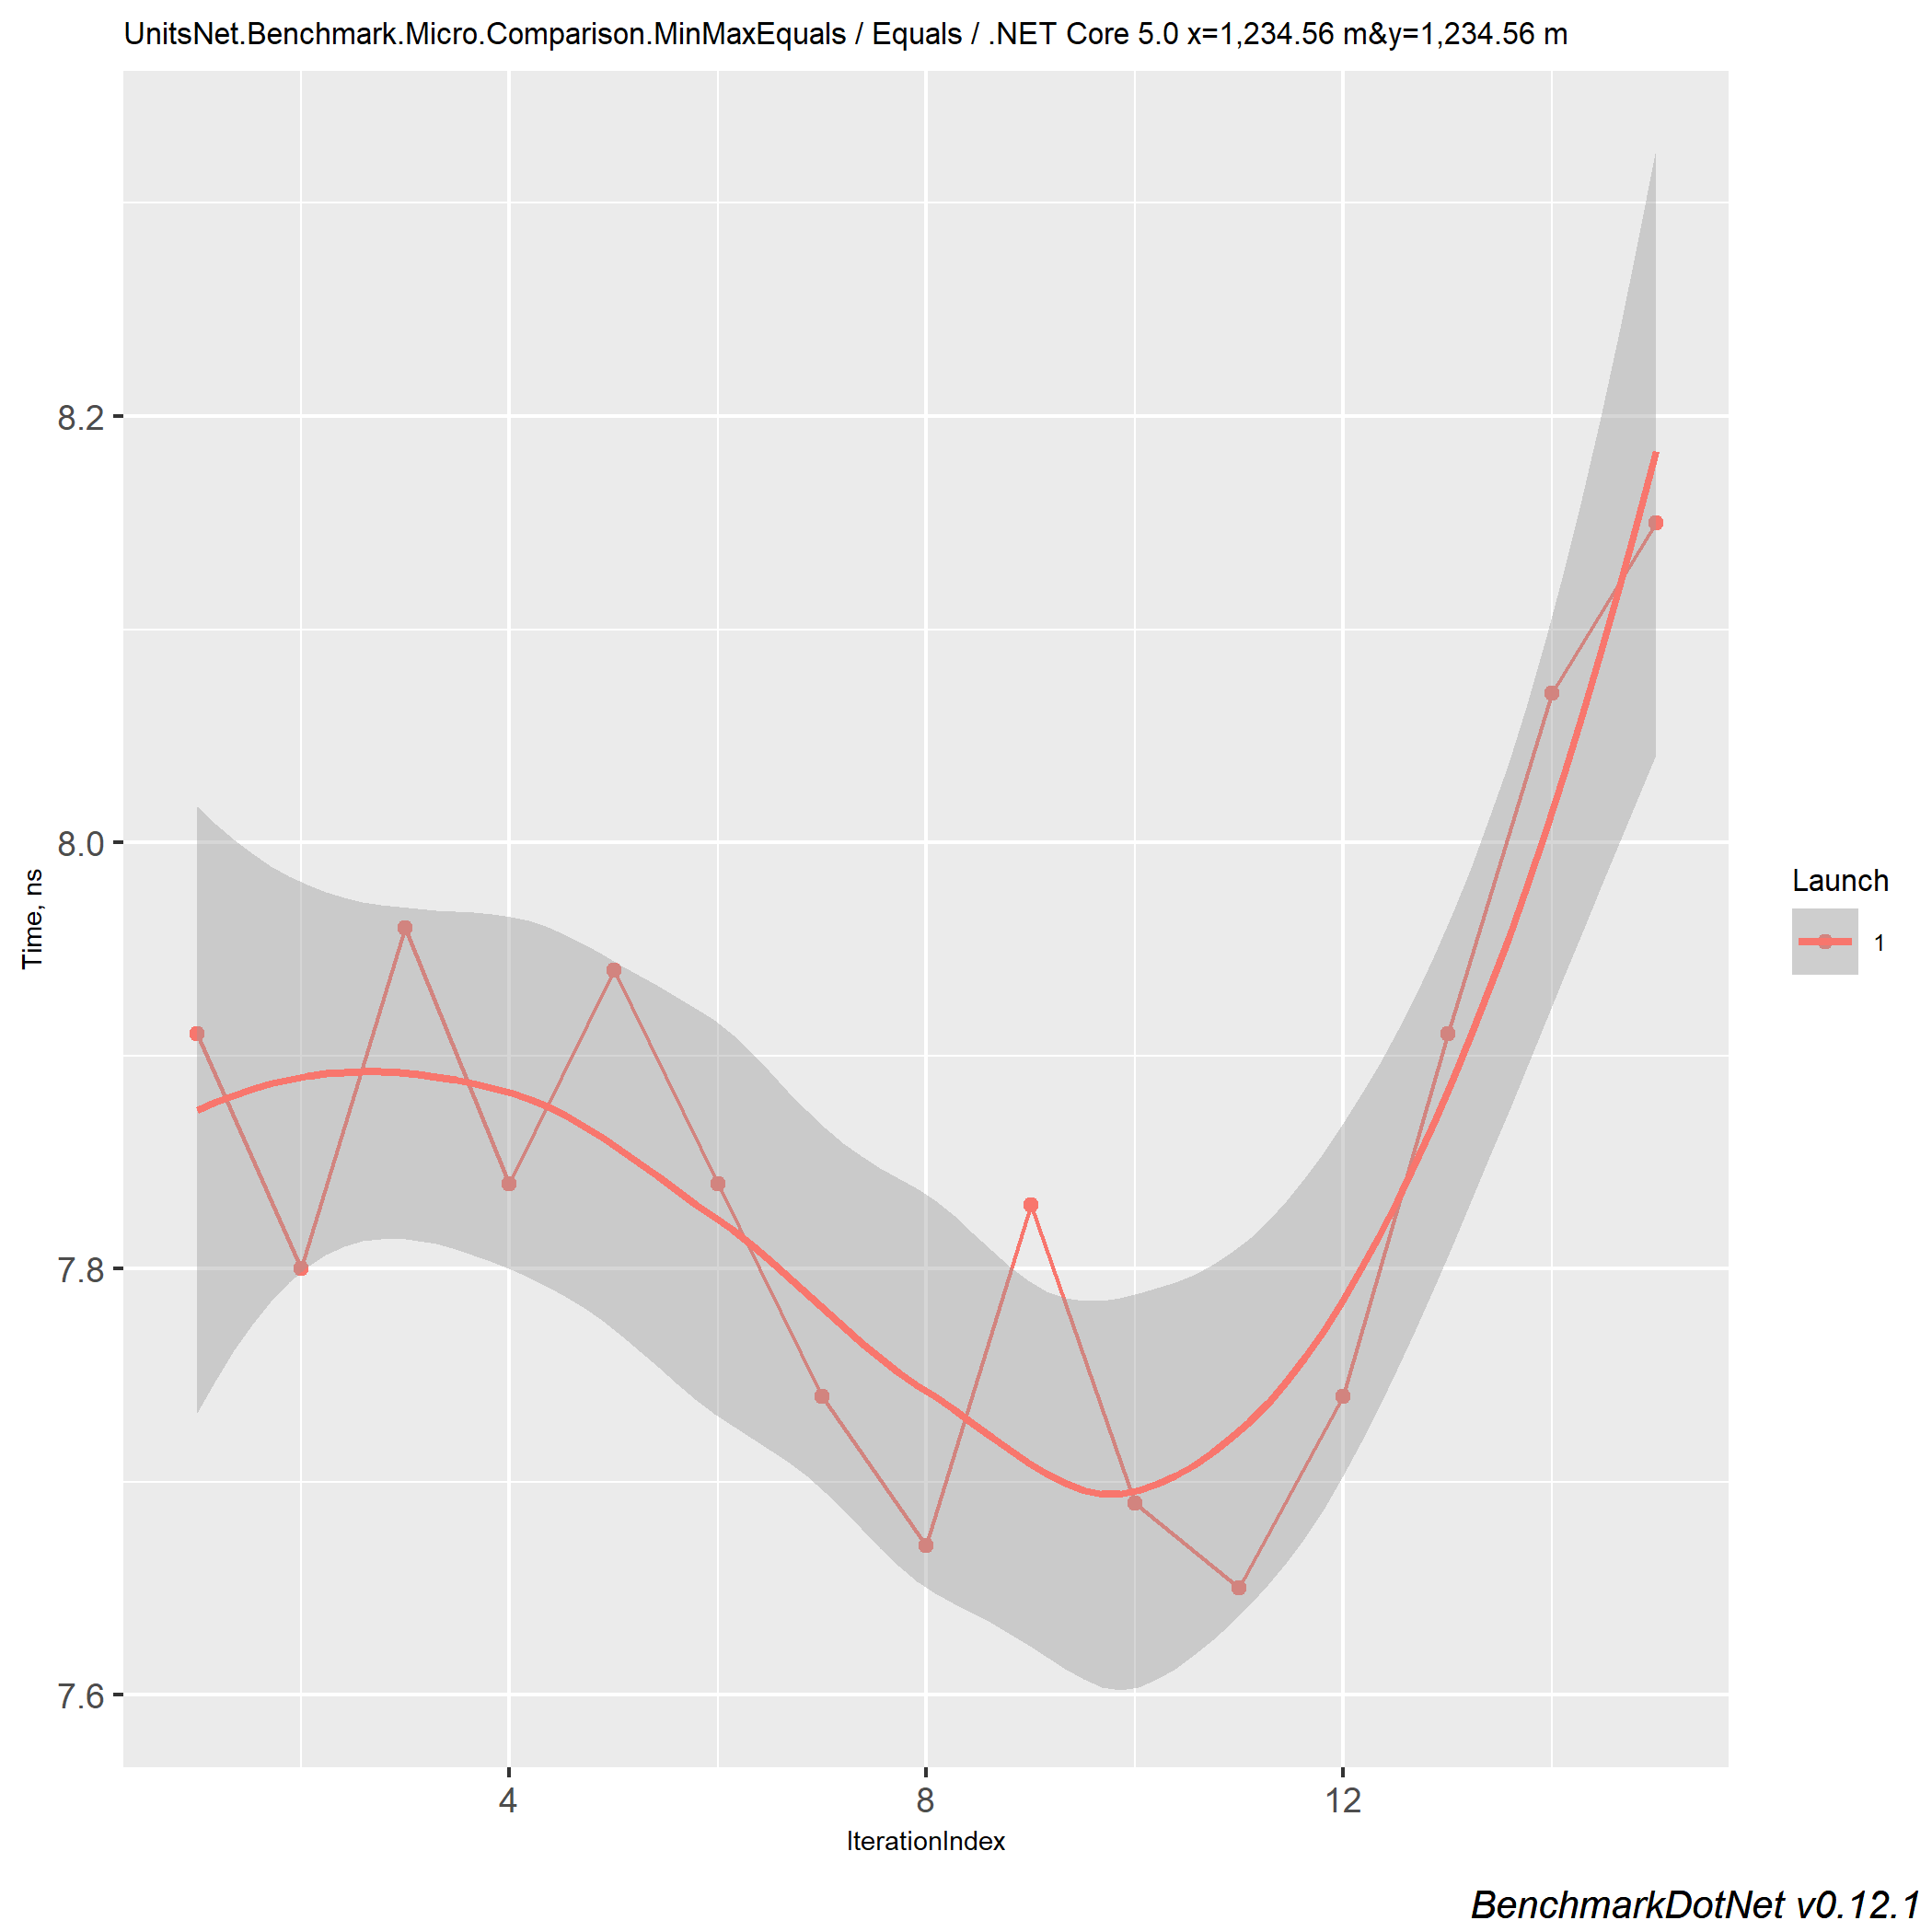 UnitsNet.Benchmark.Micro.Comparison.MinMaxEquals / Equals / .NET Core 5.0 x=1,234.56 m&y=1,234.56 m
8.2
8.0
7.8
7.6
Time, ns
4
8
12
IterationIndex
Launch
1
BenchmarkDotNet v0.12.1